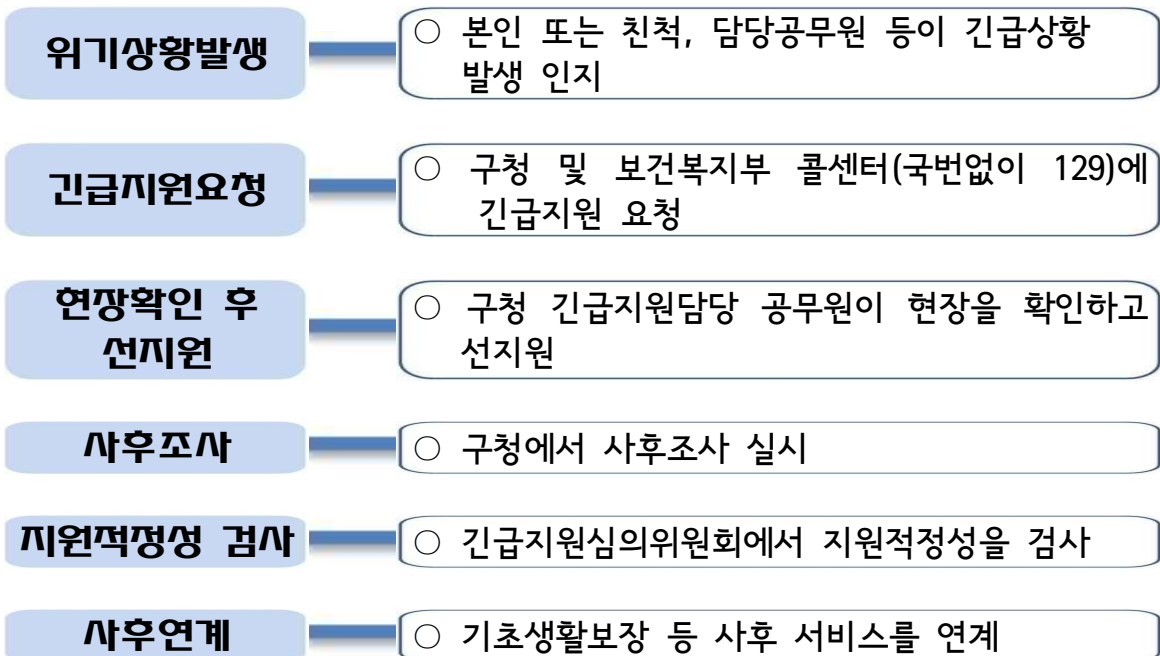 위기상황발생
○ 본인 또는 친척, 담당공무원 등이 긴급상황
발생 인지
긴급지원요청
○ 구청 및 보건복지부 콜센터(국번없이 129)에
긴급지원 요청
현장확인 후
선지원
○ 구청 긴급지원담당 공무원이 현장을 확인하고
선지원
사후조사
○ 구청에서 사후조사 실시
지원적정성 검사
○ 긴급지원심의위원회에서 지원적정성을 검사
사후연계
○ 기초생활보장 등 사후 서비스를 연계